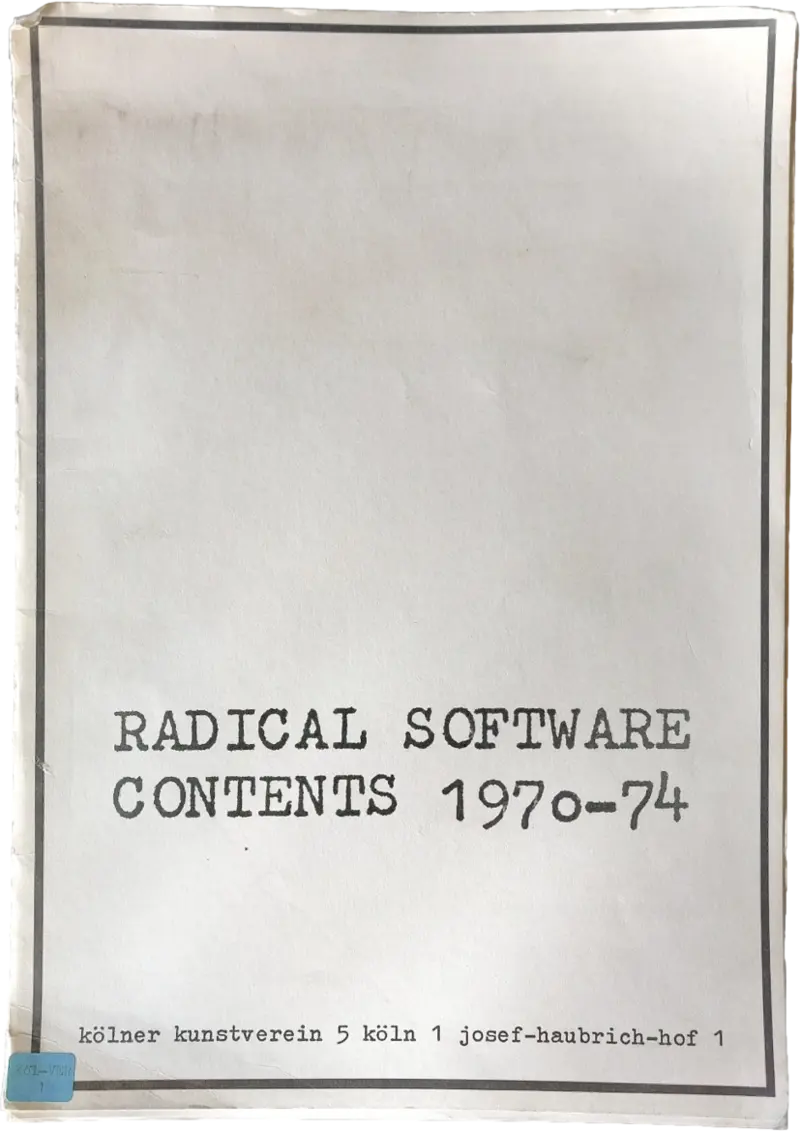 RADICAL SOFTWARE
CONTENTS 197o-74
kölner kunstverein 5 köln 1 josef-haubrich-hof 1